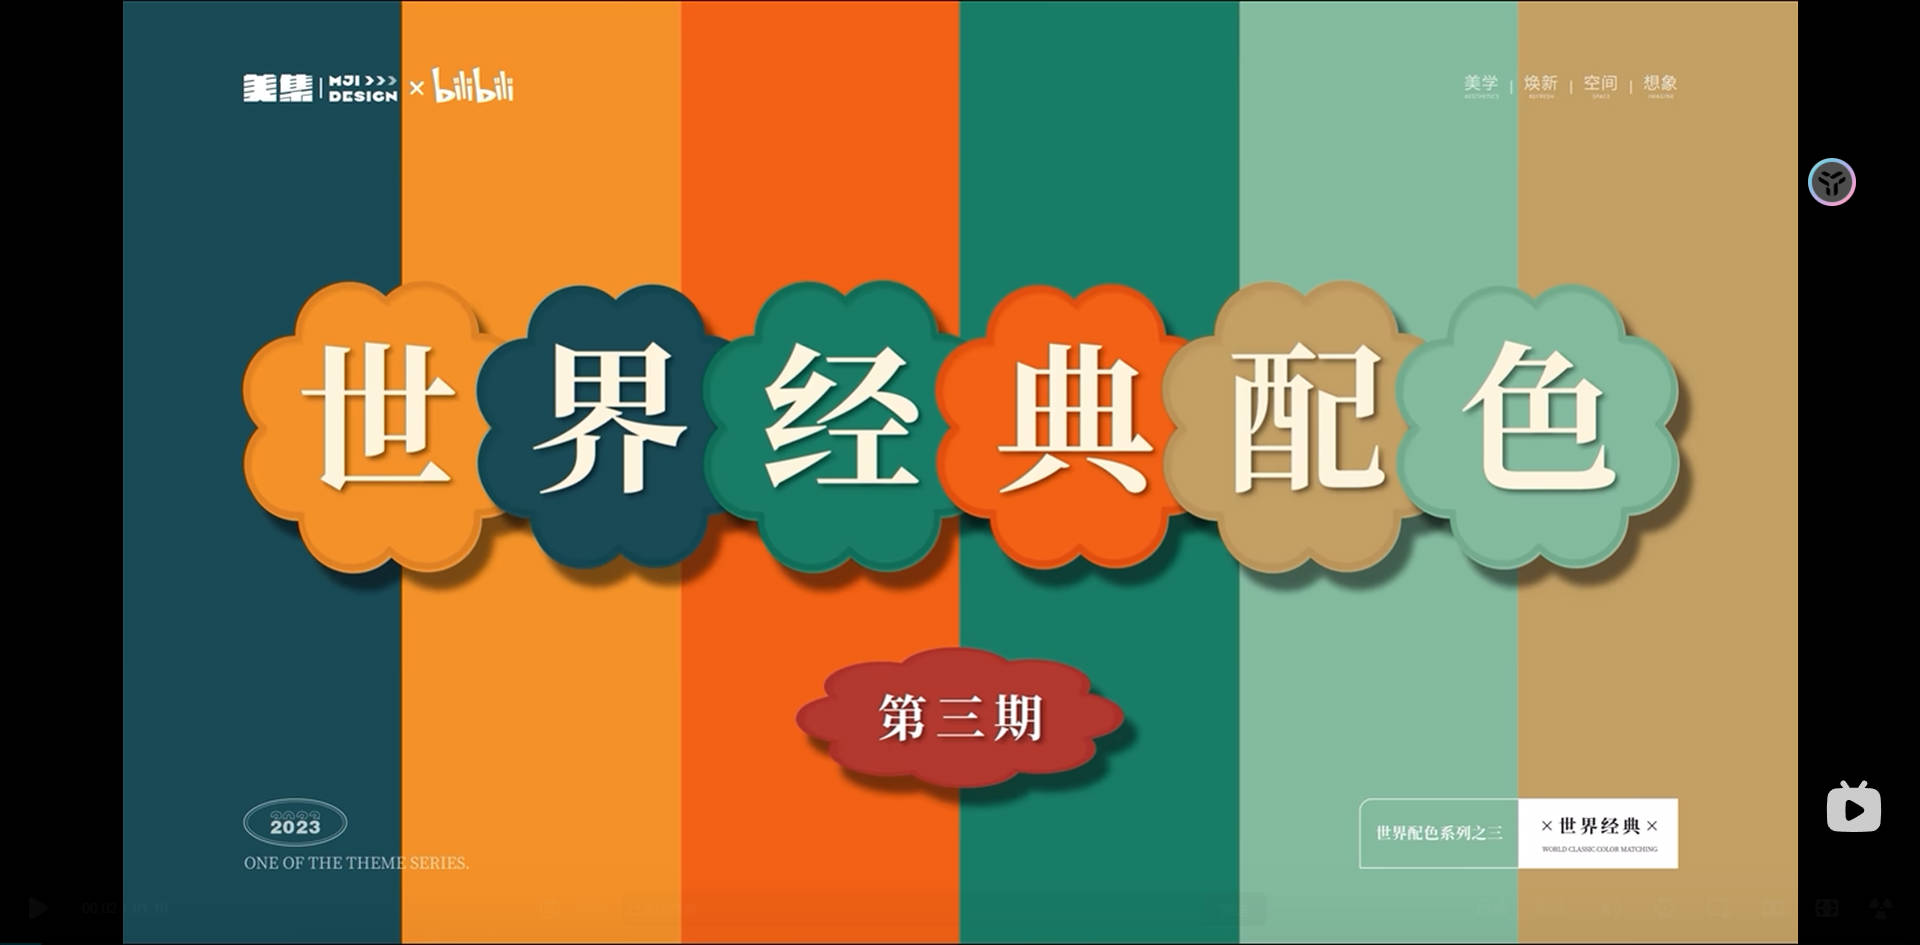 美集 | MJI >>> DESIGN × bilibili
美学 | 焕新 | 空间 | 想象
AESTHETICS REFRESH SPACE IMAGINE
世界经典配色
第三期
2023
ONE OF THE THEME SERIES.
世界配色系列之三
×世界经典×
WORLD CLASSIC COLOR MATCHING